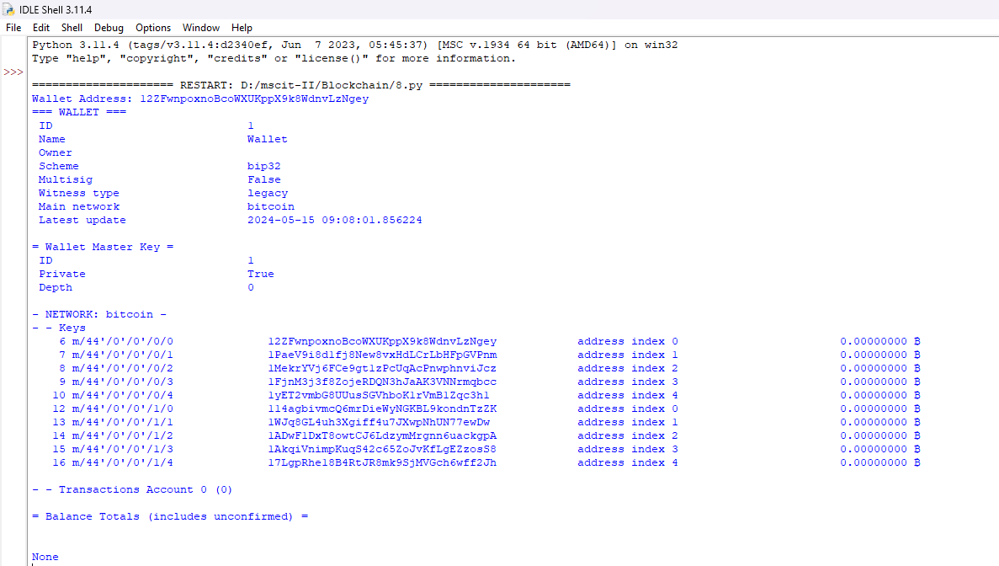 IDLE Shell 3.11.4
File Edit Shell Debug Options Window Help
Python 3.11.4 (tags/v3.11.4:d2340ef, Jun  7 2023, 05:45:37) [MSC v.1934 64 bit (AMD64)] on win32
Type "help", "copyright", "credits" or "license()" for more information.
>>>
===================== RESTART: D:/mscit-II/Blockchain/8.py =====================
Wallet Address: 12ZFwnpoxnoBcoWXUKppX9k8WdnvLzNgey
=== WALLET ===
ID 1
Name Wallet
Owner
Scheme bip32
Multisig False
Witness type legacy
Main network bitcoin
Latest update 2024-05-15 09:08:01.856224
= Wallet Master Key =
ID 1
Private True
Depth 0
- NETWORK: bitcoin -
- - Keys
6 m/44'/0'/0'/0/0 12ZFwnpoxnoBcoWXUKppX9k8WdnvLzNgey address index 0 0.00000000 ₿
7 m/44'/0'/0'/0/1 1PaeV9i8d1fj8New8vxHdLCrLbHFpGVPnm address index 1 0.00000000 ₿
8 m/44'/0'/0'/0/2 1MekrYVj6FCe9gt1zPcUqAcPnwphnviJcz address index 2 0.00000000 ₿
9 m/44'/0'/0'/0/3 1FjnM3j3f8ZojeRDQN3hJaAK3VNNrmqbcc address index 3 0.00000000 ₿
10 m/44'/0'/0'/0/4 1yET2vmbG8UUusSGVhboK1rVmB1Zqc3h1 address index 4 0.00000000 ₿
12 m/44'/0'/0'/1/0 114agbivmcQ6mrDieWyNGKBL9kondnTzZK address index 0 0.00000000 ₿
13 m/44'/0'/0'/1/1 1WJq8GL4uh3Xgiff4u7JXwpNhUN77ewDw address index 1 0.00000000 ₿
14 m/44'/0'/0'/1/2 1ADwF1DxT8owtCJ6LdzymMrgnn6uackgpA address index 2 0.00000000 ₿
15 m/44'/0'/0'/1/3 1AkqiVnimpKuqS42c65ZoJvKfLgEZzosS8 address index 3 0.00000000 ₿
16 m/44'/0'/0'/1/4 17LgpRhe18B4RtJR8mk9SjMVGch6wff2Jh address index 4 0.00000000 ₿
- - Transactions Account 0 (0)
= Balance Totals (includes unconfirmed) =
None